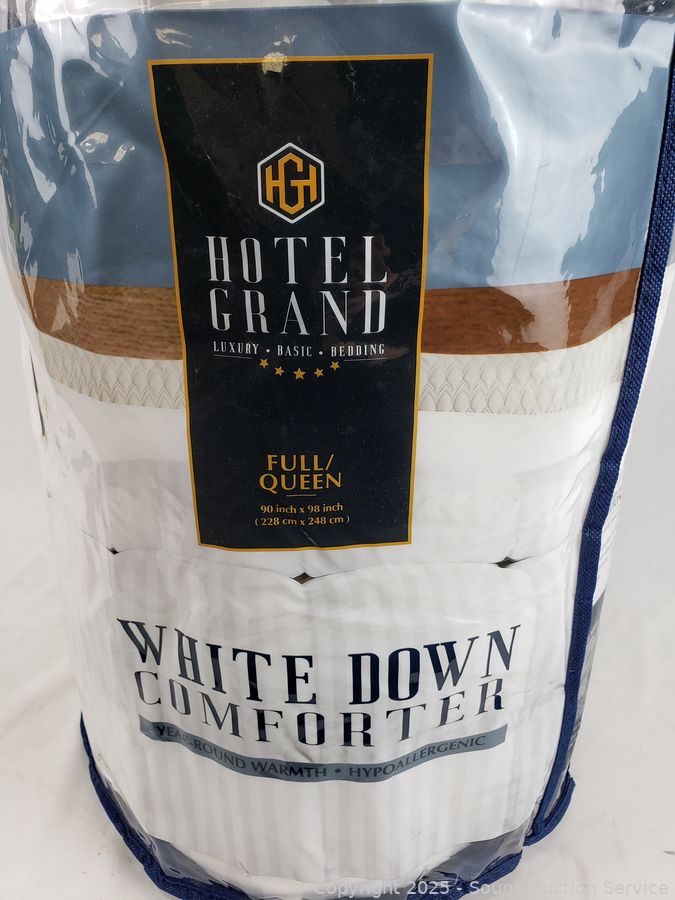 HGH
HOTEL
GRAND
LUXURY • BASIC • BEDDING
FULL/
QUEEN
90 inch x 98 inch
( 228 cm x 248 cm )
WHITE DOWN
COMFORTER
YEAR-ROUND WARMTH • HYPOALLERGENIC
Copyright 2025 - Sound Auction Service